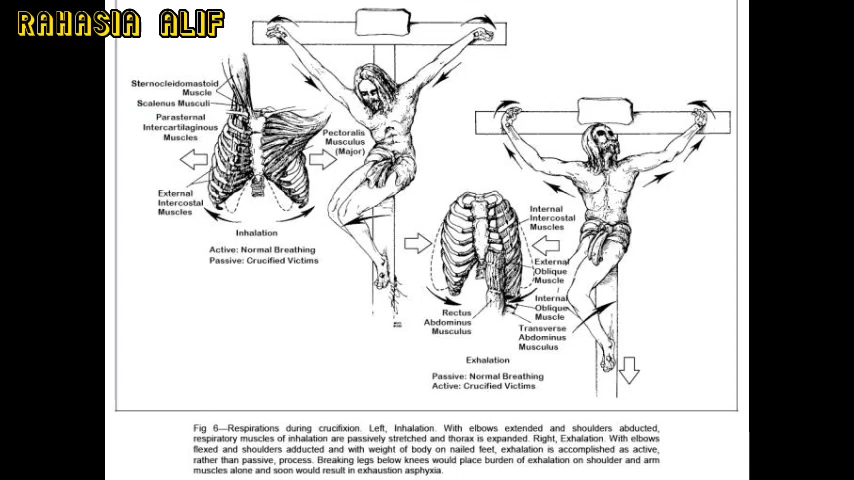 RAHASIA ALIF
Sternocleidomastoid
Muscle
Scalenus Musculi
Parasternal
Intercartilaginous
Muscles
Pectoralis
Musculus
(Major)
External
Intercostal
Muscles
Inhalation
Active: Normal Breathing
Passive: Crucified Victims
Internal
Intercostal
Muscles
External
Oblique
Muscle
Internal
Oblique
Muscle
Rectus
Abdominus
Musculus
Transverse
Abdominus
Musculus
Exhalation
Passive: Normal Breathing
Active: Crucified Victims
Fig 6—Respirations during crucifixion. Left, Inhalation. With elbows extended and shoulders abducted,
respiratory muscles of inhalation are passively stretched and thorax is expanded. Right, Exhalation. With elbows
flexed and shoulders adducted and with weight of body on nailed feet, exhalation is accomplished as active,
rather than passive, process. Breaking legs below knees would place burden of exhalation on shoulder and arm
muscles alone and soon would result in exhaustion asphyxia.